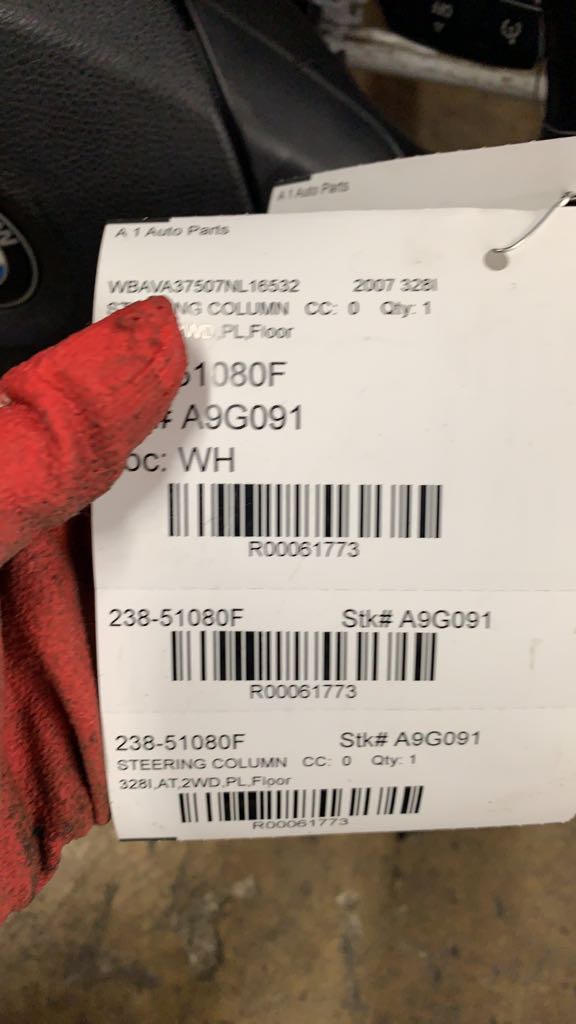 A 1 Auto Parts
A 1 Auto Parts
WBAVA37507NL16532 2007 328I
COLUMN CC: 0 Qty: 1
,PL,Floor
51080F
A9G091
WH
R00061773
238-51080F Stk# A9G091
R00061773
238-51080F Stk# A9G091
STEERING COLUMN CC: 0 Qty: 1
328I,AT,2WD,PL,Floor
R00061773